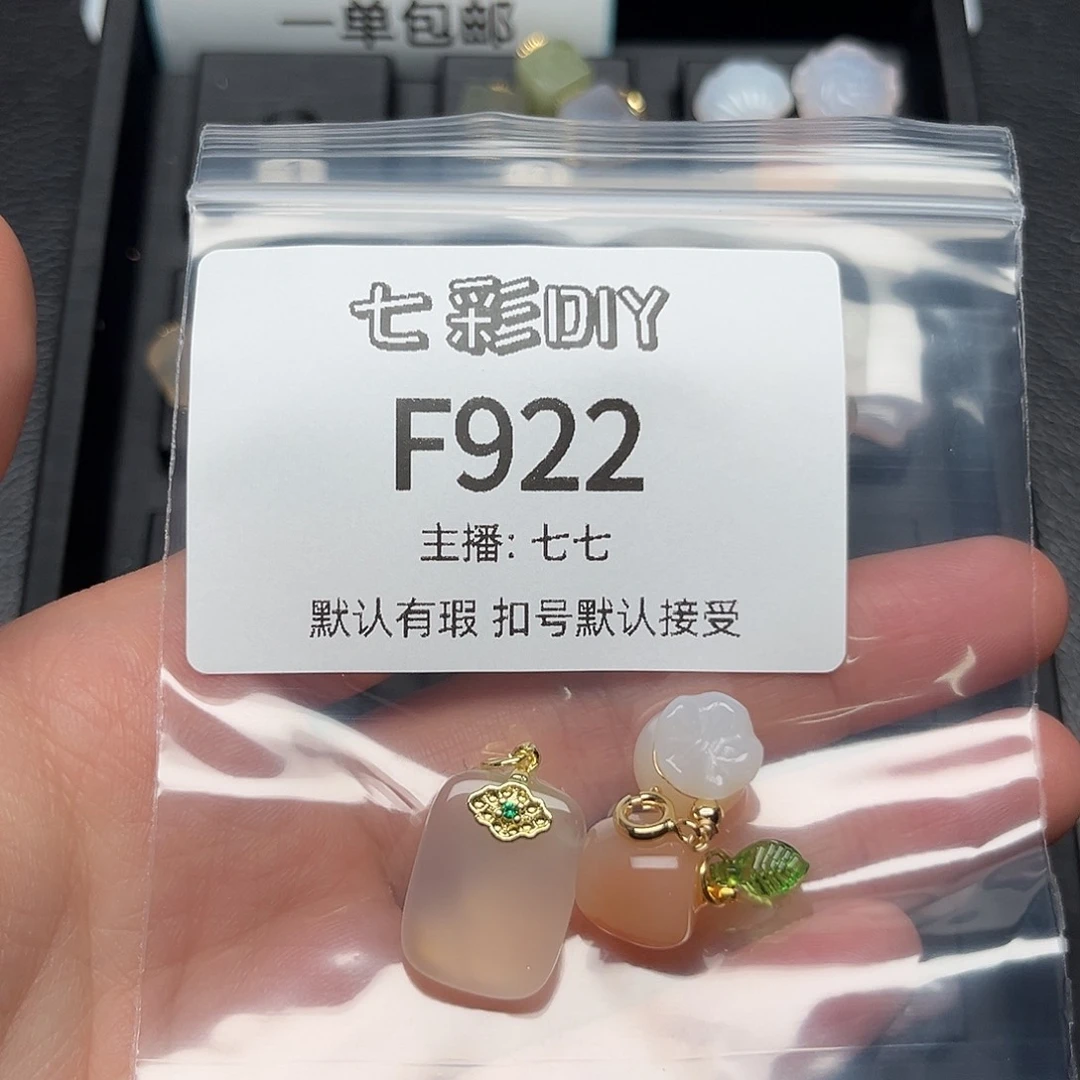 一单包邮
七彩DIY
F922
主播: 七七
默认有瑕 扣号默认接受